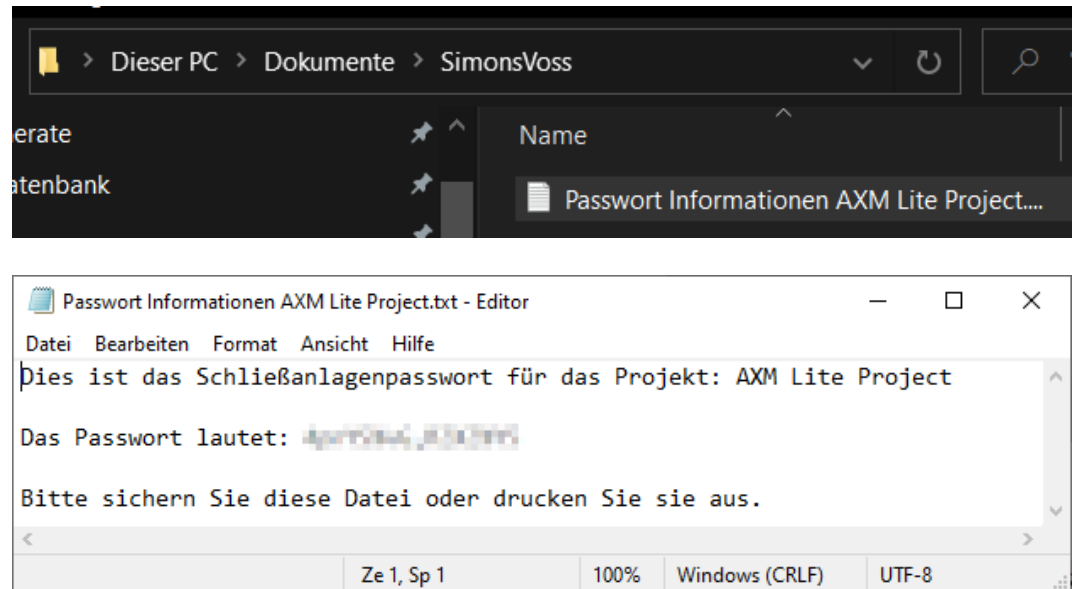 Dieser PC > Dokumente > SimonsVoss
erate
Name
atenbank
Passwort Informationen AXM Lite Project....
Passwort Informationen AXM Lite Project.txt - Editor
Datei Bearbeiten Format Ansicht Hilfe
Dies ist das Schließanlagenpasswort für das Projekt: AXM Lite Project
Das Passwort lautet:
Bitte sichern Sie diese Datei oder drucken Sie sie aus.
Ze 1, Sp 1 100% Windows (CRLF) UTF-8